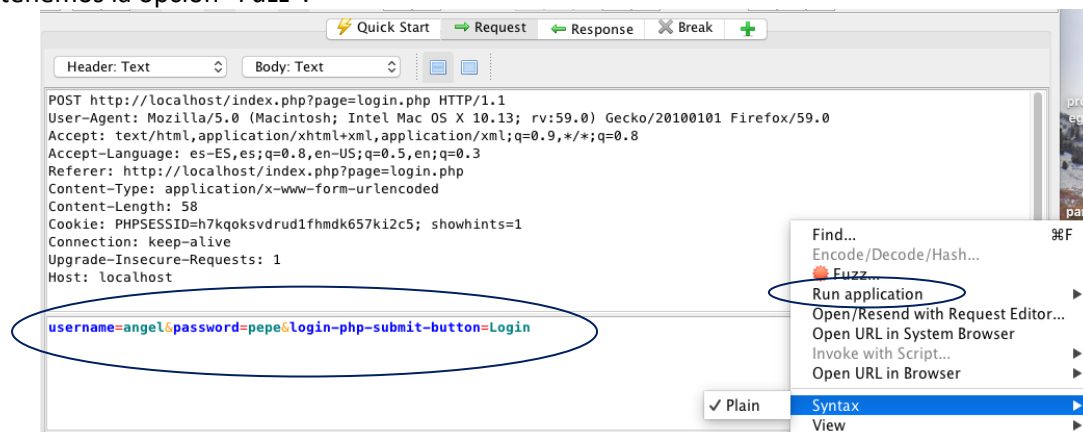 tenemos la opción "Fuzz".
Quick Start Request Response Break
Header: Text Body: Text
POST http://localhost/index.php?page=login.php HTTP/1.1
User-Agent: Mozilla/5.0 (Macintosh; Intel Mac OS X 10.13; rv:59.0) Gecko/20100101 Firefox/59.0
Accept: text/html,application/xhtml+xml,application/xml;q=0.9,*/*;q=0.8
Accept-Language: es-ES,es;q=0.8,en-US;q=0.5,en;q=0.3
Referer: http://localhost/index.php?page=login.php
Content-Type: application/x-www-form-urlencoded
Content-Length: 58
Cookie: PHPSESSID=h7kqoksvdrud1fhmdk657ki2c5; showhints=1
Connection: keep-alive
Upgrade-Insecure-Requests: 1
Host: localhost
username=angel&password=pepe&login-php-submit-button=Login
Find... ⌘F
Encode/Decode/Hash...
Fuzz...
Run application
Open/Resend with Request Editor...
Open URL in System Browser
Invoke with Script...
Open URL in Browser
✓ Plain Syntax
View